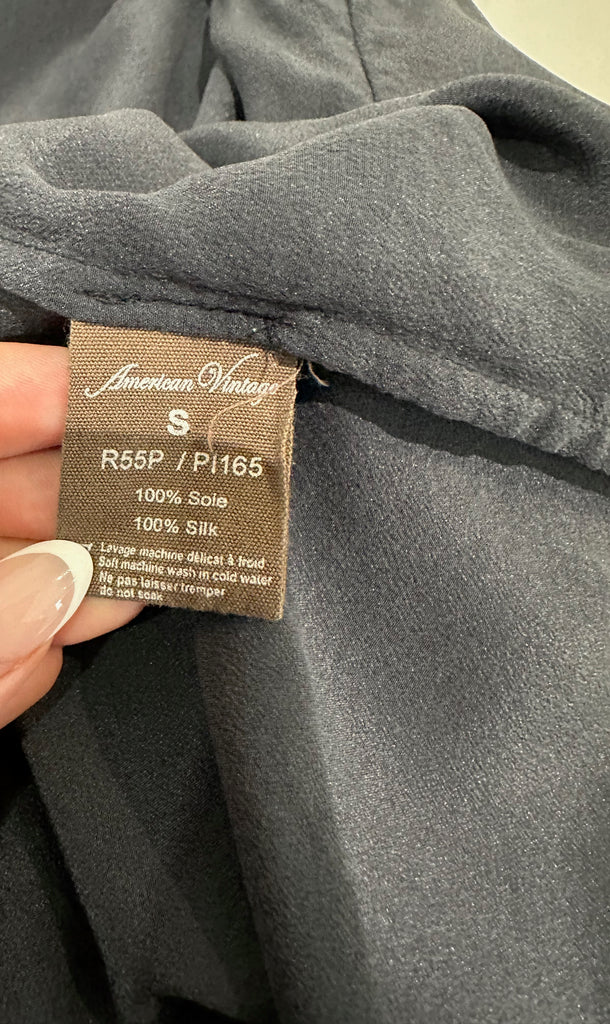 American Vintage
S
R55P / PI165
100% Soie
100% Silk
Lavage machine délicat à froid
Soft machine wash in cold water
Ne pas laisser tremper
do not soak